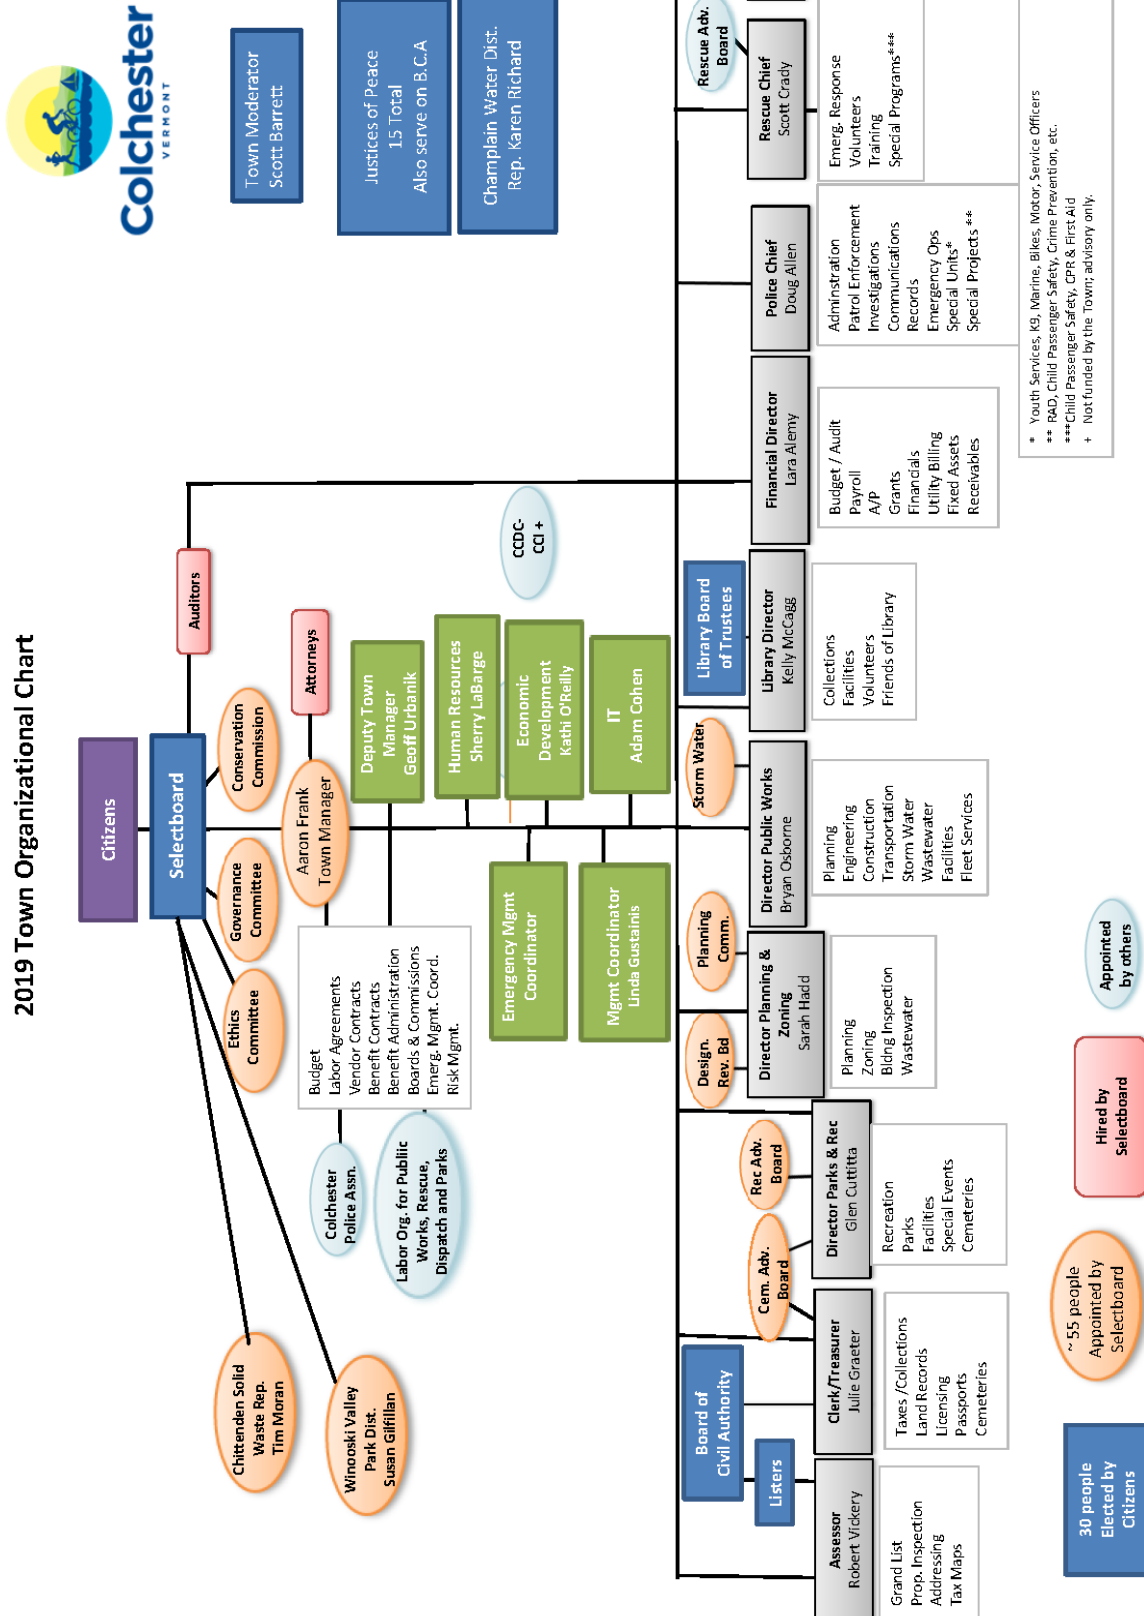 2019 Town Organizational Chart
Colchester
VERMONT
Citizens
Selectboard
Town Moderator
Scott Barrett
Justices of Peace
15 Total
Also serve on B.C.A
Champlain Water Dist.
Rep. Karen Richard
Auditors
Conservation
Commission
Governance
Committee
Ethics
Committee
Chittenden Solid
Waste Rep.
Tim Moran
Winooski Valley
Park Dist.
Susan Gilfillan
Aaron Frank
Town Manager
Attorneys
Budget
Labor Agreements
Vendor Contracts
Benefit Contracts
Benefit Administration
Boards & Commissions
Emerg. Mgmt. Coord.
Risk Mgmt.
Colchester
Police Assn.
Labor Org. for Public
Works, Rescue,
Dispatch and Parks
Deputy Town
Manager
Geoff Urbanik
Human Resources
Sherry LaBarge
Economic
Development
Kathi O'Reilly
CCDC-
CCI +
IT
Adam Cohen
Emergency Mgmt
Coordinator
Mgmt Coordinator
Linda Gustainis
Board of
Civil Authority
Listers
Cem. Adv.
Board
Rec Adv.
Board
Design.
Rev. Bd
Planning
Comm.
Storm Water
Library Board
of Trustees
Rescue Adv.
Board
Assessor
Robert Vickery
Grand List
Prop. Inspection
Addressing
Tax Maps
Clerk/Treasurer
Julie Graeter
Taxes /Collections
Land Records
Licensing
Passports
Cemeteries
Director Parks & Rec
Glen Cuttitta
Recreation
Parks
Facilities
Special Events
Cemeteries
Director Planning &
Zoning
Sarah Hadd
Planning
Zoning
Bldng Inspection
Wastewater
Director Public Works
Bryan Osborne
Planning
Engineering
Construction
Transportation
Storm Water
Wastewater
Facilities
Fleet Services
Library Director
Kelly McCagg
Collections
Facilities
Volunteers
Friends of Library
Financial Director
Lara Alemy
Budget / Audit
Payroll
A/P
Grants
Financials
Utility Billing
Fixed Assets
Receivables
Police Chief
Doug Allen
Adminstration
Patrol Enforcement
Investigations
Communications
Records
Emergency Ops
Special Units*
Special Projects **
Rescue Chief
Scott Crady
Emerg. Response
Volunteers
Training
Special Programs***
30 people
Elected by
Citizens
~ 55 people
Appointed by
Selectboard
Hired by
Selectboard
Appointed
by others
* Youth Services, K9, Marine, Bikes, Motor, Service Officers
** RAD, Child Passenger Safety, Crime Prevention, etc.
***Child Passenger Safety, CPR & First Aid
+ Not funded by the Town; advisory only.